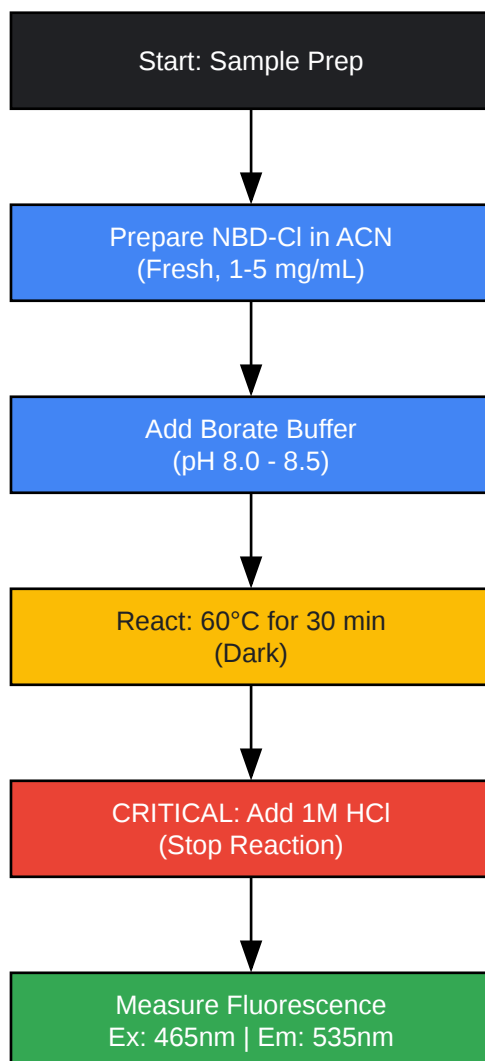 Start: Sample Prep
Prepare NBD-Cl in ACN
(Fresh, 1-5 mg/mL)
Add Borate Buffer
(pH 8.0 - 8.5)
React: 60°C for 30 min
(Dark)
CRITICAL: Add 1M HCl
(Stop Reaction)
Measure Fluorescence
Ex: 465nm | Em: 535nm